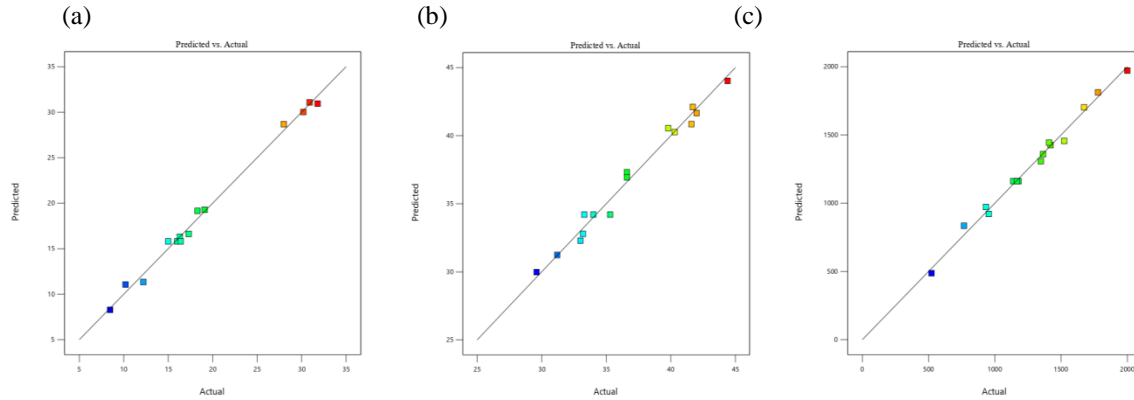 (a)
Predicted vs. Actual
35
30
25
20
15
10
5
Predicted
5 10 15 20 25 30 35
Actual
(b)
Predicted vs. Actual
45
40
35
30
25
Predicted
25 30 35 40 45
Actual
(c)
Predicted vs. Actual
2000
1500
1000
500
0
Predicted
0 500 1000 1500 2000
Actual